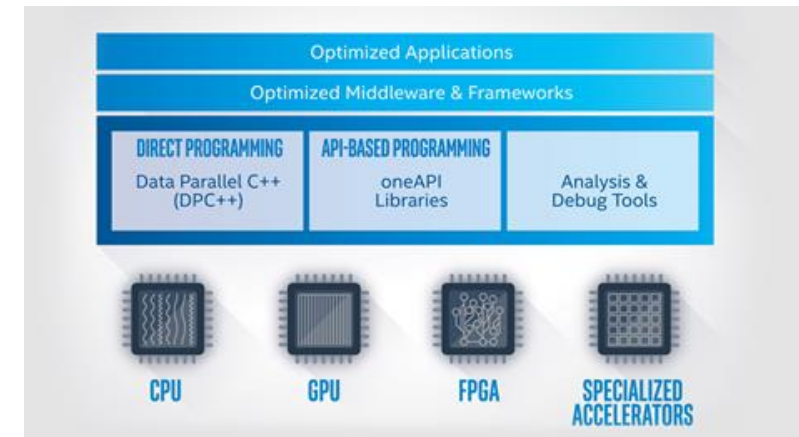 Optimized Applications
Optimized Middleware & Frameworks
DIRECT PROGRAMMING
Data Parallel C++
(DPC++)
API-BASED PROGRAMMING
oneAPI
Libraries
Analysis &
Debug Tools
CPU
GPU
FPGA
SPECIALIZED
ACCELERATORS